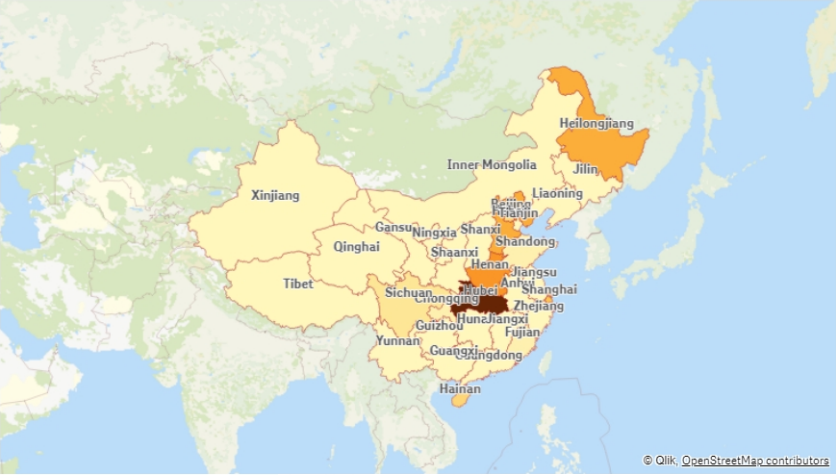 Heilongjiang
Inner Mongolia
Jilin
Xinjiang
Liaoning
Beijing
Tianjin
Gansu
Ningxia
Shanxi
Shandong
Qinghai
Shaanxi
Henan
Jiangsu
Tibet
Anhui
Sichuan
Hubei
Shanghai
Chongqing
Zhejiang
Guizhou
Hunan
Jiangxi
Fujian
Yunnan
Guangxi
Guangdong
Hainan
© Qlik, OpenStreetMap contributors